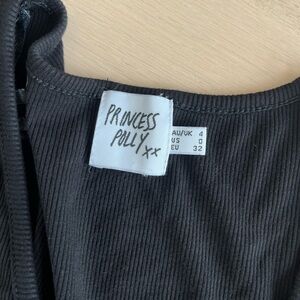 PRINCESS
POLLY xx
AU/UK 4
US 0
EU 32